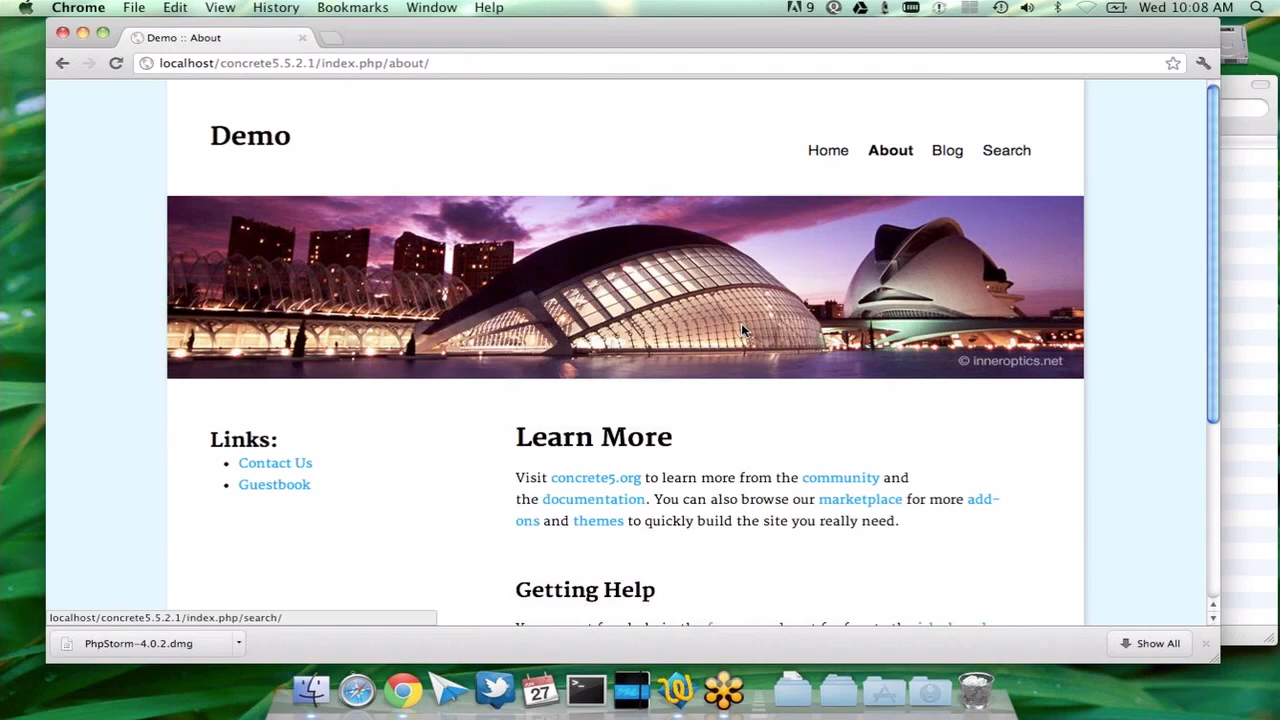 Chrome File Edit View History Bookmarks Window Help 9 Wed 10:08 AM
Demo :: About
localhost/concrete5.5.2.1/index.php/about/
Demo
Home About Blog Search
© inneroptics.net
Links:
Contact Us
Guestbook
Learn More
Visit concrete5.org to learn more from the community and
the documentation. You can also browse our marketplace for more add-
ons and themes to quickly build the site you really need.
Getting Help
localhost/concrete5.5.2.1/index.php/search/
PhpStorm-4.0.2.dmg
Show All
27